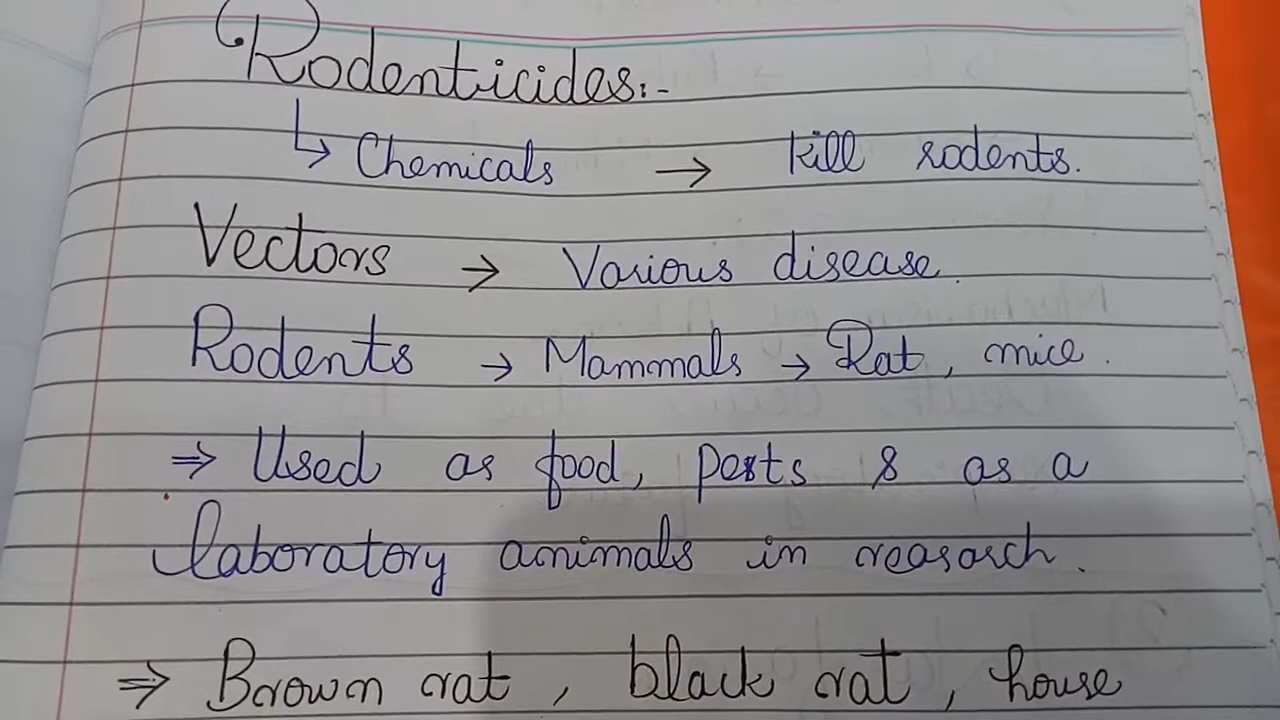 Rodenticides:-
↳ Chemicals → kill rodents.
Vectors → Various disease.
Rodents → Mammals → Rat, mice.
⇒ Used as food, pests & as a
laboratory animals in reasarch.
⇒ Brown rat, black rat, house